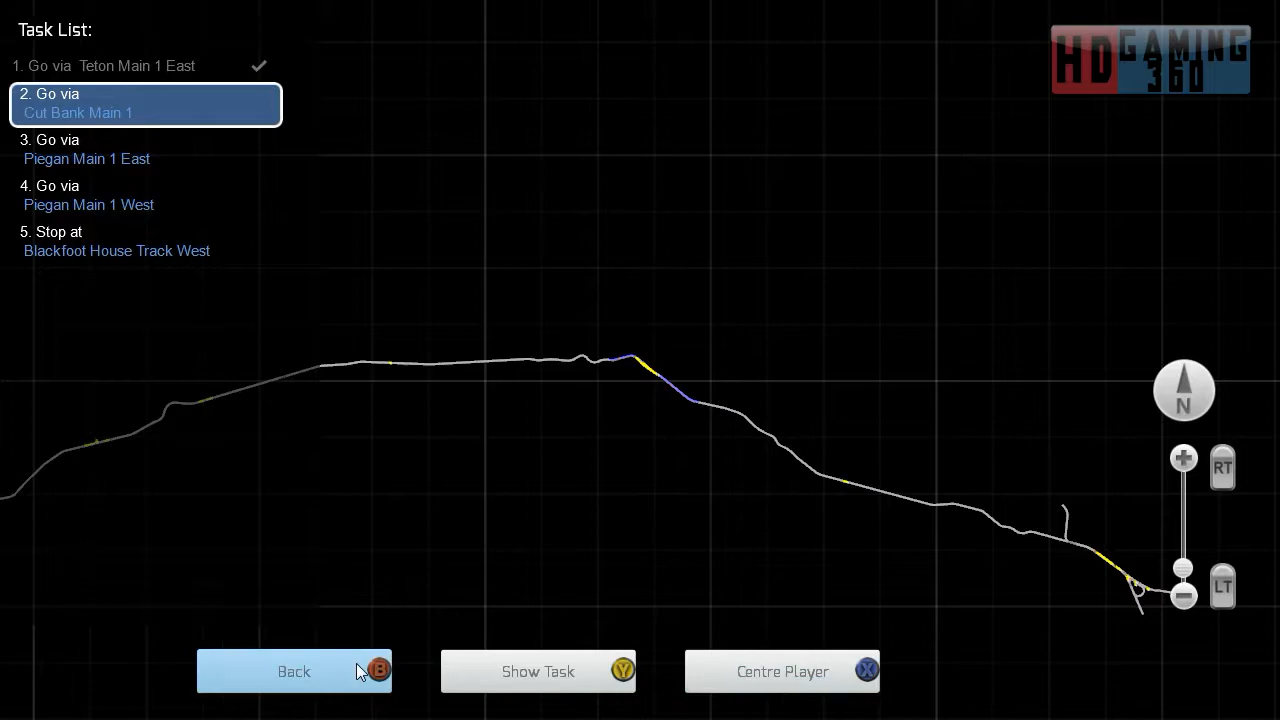 Task List:
1. Go via Teton Main 1 East
2. Go via
Cut Bank Main 1
3. Go via
Piegan Main 1 East
4. Go via
Piegan Main 1 West
5. Stop at
Blackfoot House Track West
HD GAMING
360
N
RT
LT
Back B
Show Task Y
Centre Player X